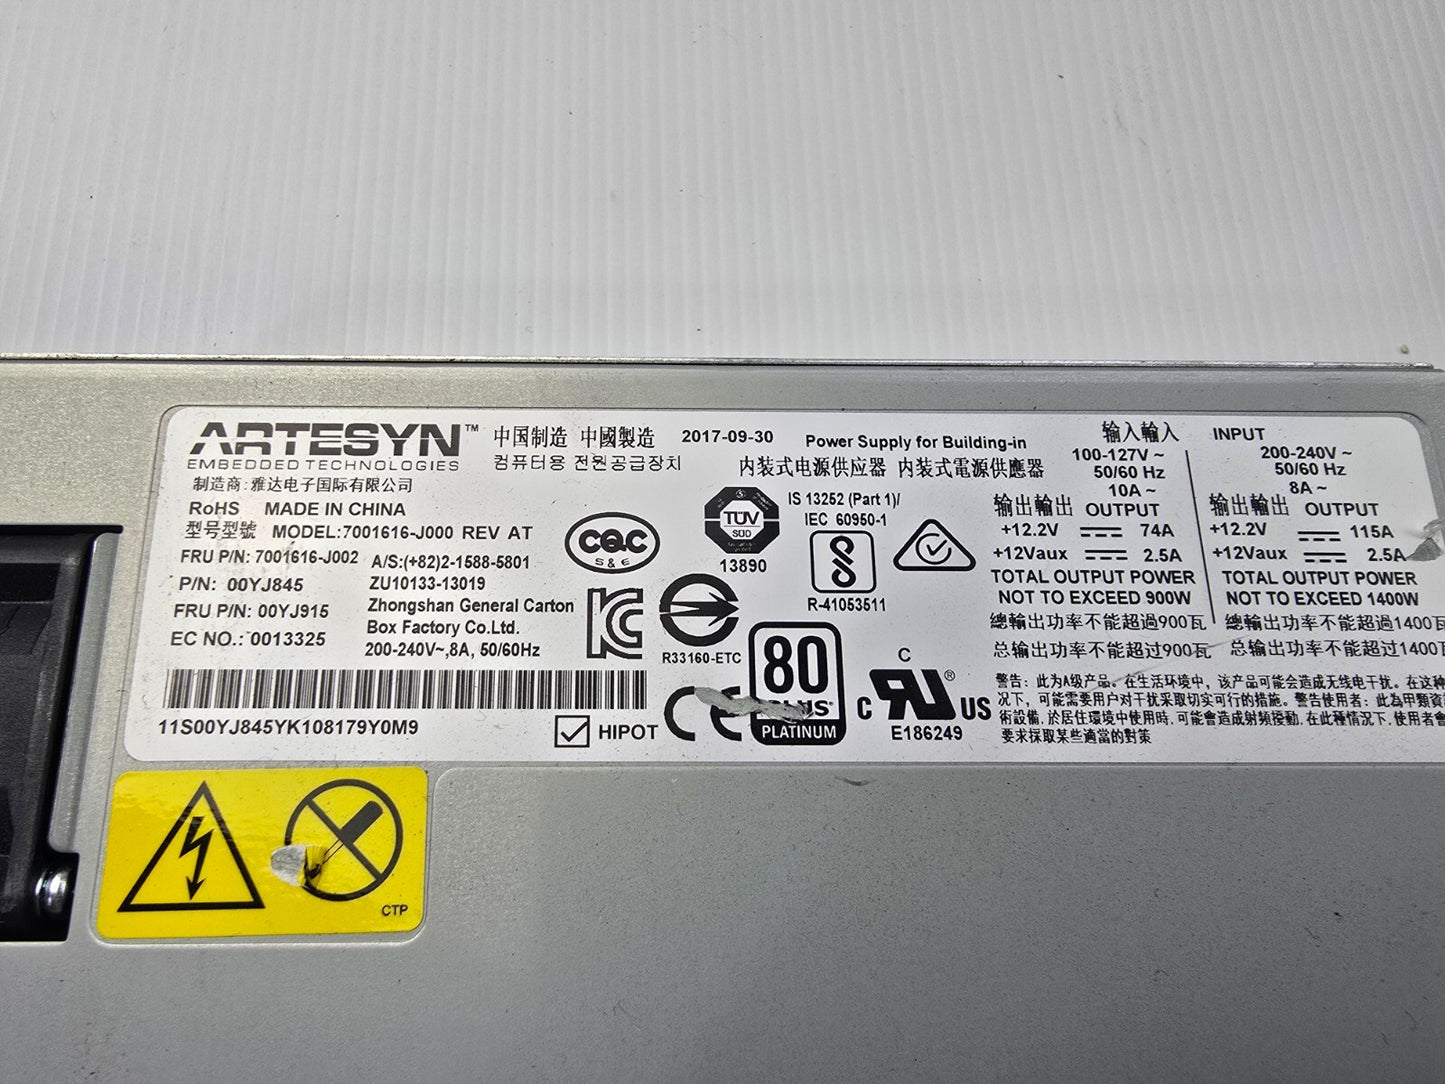 ARTESYN™
EMBEDDED TECHNOLOGIES
中国制造 中國製造 2017-09-30
컴퓨터용 전원공급장치
制造商:雅达电子国际有限公司
RoHS MADE IN CHINA
型号型號 MODEL:7001616-J000 REV AT
FRU P/N: 7001616-J002
P/N: 00YJ845
FRU P/N: 00YJ915
EC NO.: 0013325
A/S:(+82)2-1588-5801
ZU10133-13019
Zhongshan General Carton
Box Factory Co.Ltd.
200-240V~,8A, 50/60Hz
11S00YJ845YK108179Y0M9
HIPOT
CQC
S & E
KC
TÜV
SÜD
13890
R33160-ETC
Power Supply for Building-in
内装式电源供应器 内裝式電源供應器
IS 13252 (Part 1)/
IEC 60950-1
R-41053511
CE
80
PLUS
PLATINUM
C
C RU® US
E186249
输入輸入 INPUT
100-127V ~
50/60 Hz
10A ~
输出輸出 OUTPUT
+12.2V 74A
+12Vaux 2.5A
TOTAL OUTPUT POWER
NOT TO EXCEED 900W
總輸出功率不能超過900瓦
总输出功率不能超过900瓦
200-240V ~
50/60 Hz
8A ~
输出輸出 OUTPUT
+12.2V 115A
+12Vaux 2.5A
TOTAL OUTPUT POWER
NOT TO EXCEED 1400W
總輸出功率不能超過1400瓦
总输出功率不能超过1400瓦
警告：此为A级产品。在生活环境中，该产品可能会造成无线电干扰。在这种
况下，可能需要用户对干扰采取切实可行的措施。警告使用者：此為甲類資
術設備,於居住環境中使用時,可能會造成射頻擾動,在此種情況下,使用者會
要求採取某些適當的對策
CTP